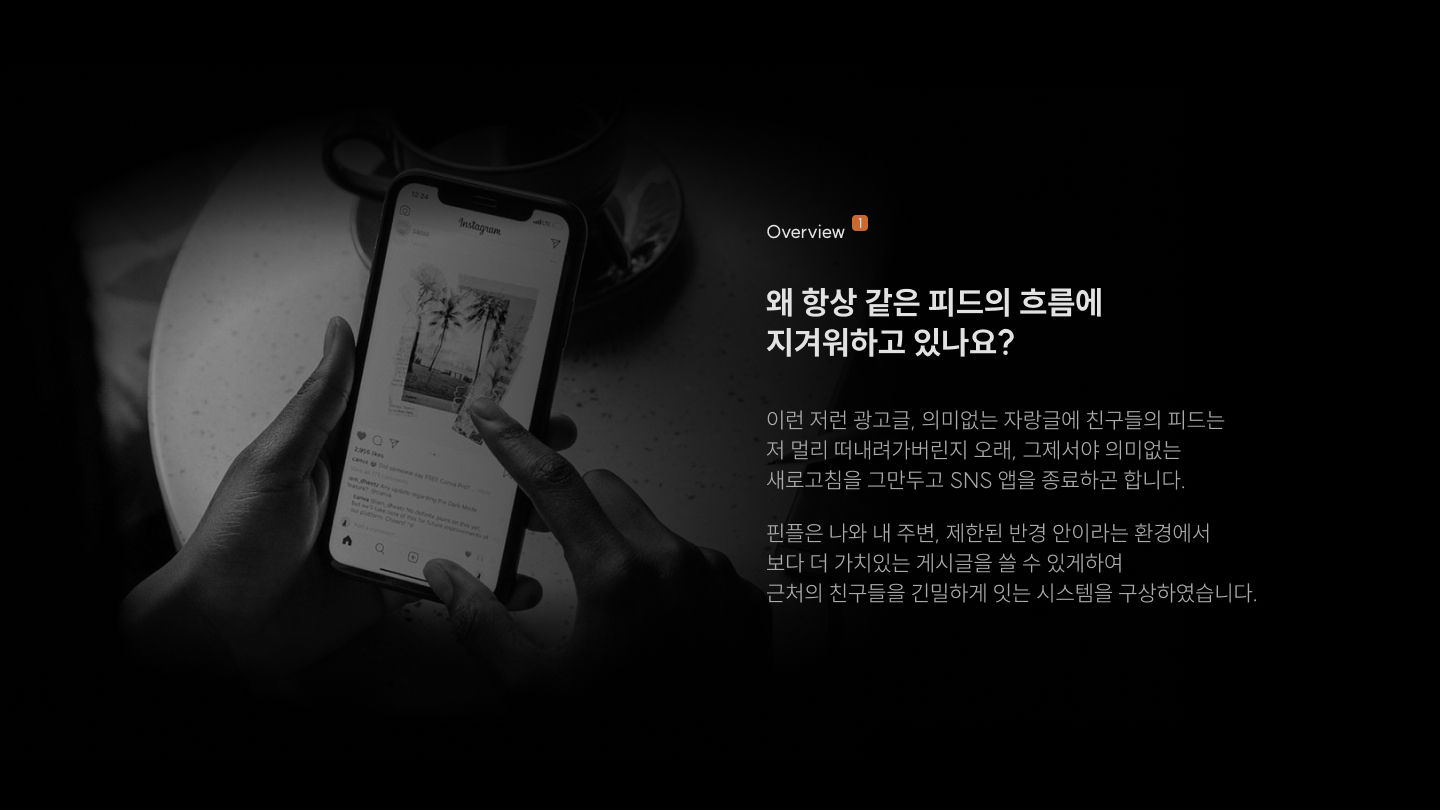 12:24
Instagram
canva
Overview 1
왜 항상 같은 피드의 흐름에
지겨워하고 있나요?
이런 저런 광고글, 의미없는 자랑글에 친구들의 피드는
저 멀리 떠내려가버린지 오래, 그제서야 의미없는
새로고침을 그만두고 SNS 앱을 종료하곤 합니다.
핀플은 나와 내 주변, 제한된 반경 안이라는 환경에서
보다 더 가치있는 게시글을 쓸 수 있게하여
근처의 친구들을 긴밀하게 잇는 시스템을 구상하였습니다.